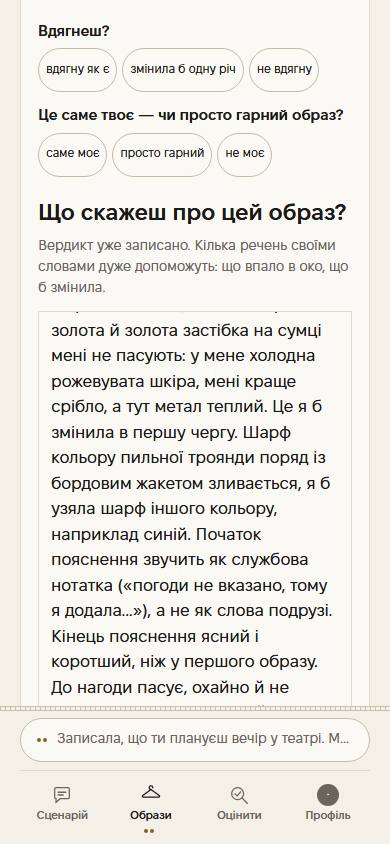 Вдягнеш?
вдягну як є
змінила б одну річ
не вдягну
Це саме твоє — чи просто гарний образ?
саме моє
просто гарний
не моє
Що скажеш про цей образ?
Вердикт уже записано. Кілька речень своїми
словами дуже допоможуть: що впало в око, що
б змінила.
золота й золота застібка на сумці
мені не пасують: у мене холодна
рожевувата шкіра, мені краще
срібло, а тут метал теплий. Це я б
змінила в першу чергу. Шарф
кольору пильної троянди поряд із
бордовим жакетом зливається, я б
узяла шарф іншого кольору,
наприклад синій. Початок
пояснення звучить як службова
нотатка («погоди не вказано, тому
я додала...»), а не як слова подрузі.
Кінець пояснення ясний і
коротший, ніж у першого образу.
До нагоди пасує, охайно й не
Записала, що ти плануєш вечір у театрі. М...
Сценарій
Образи
Оцінити
Профіль